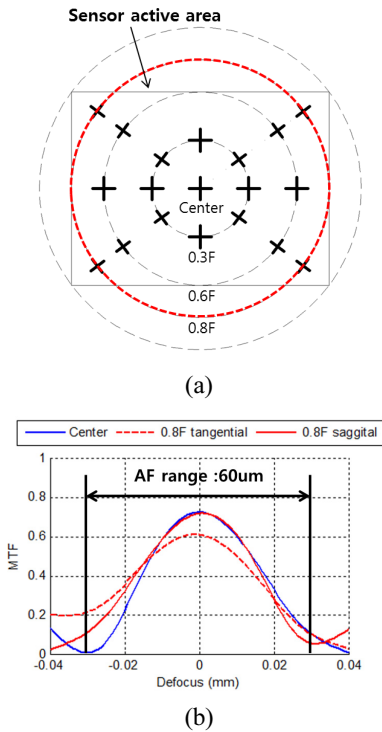 Sensor active area
Center
0.3F
0.6F
0.8F
(a)
Center 0.8F tangential 0.8F saggital
AF range :60um
1
0.8
0.6
0.4
0.2
0
MTF
-0.04 -0.02 0 0.02 0.04
Defocus (mm)
(b)